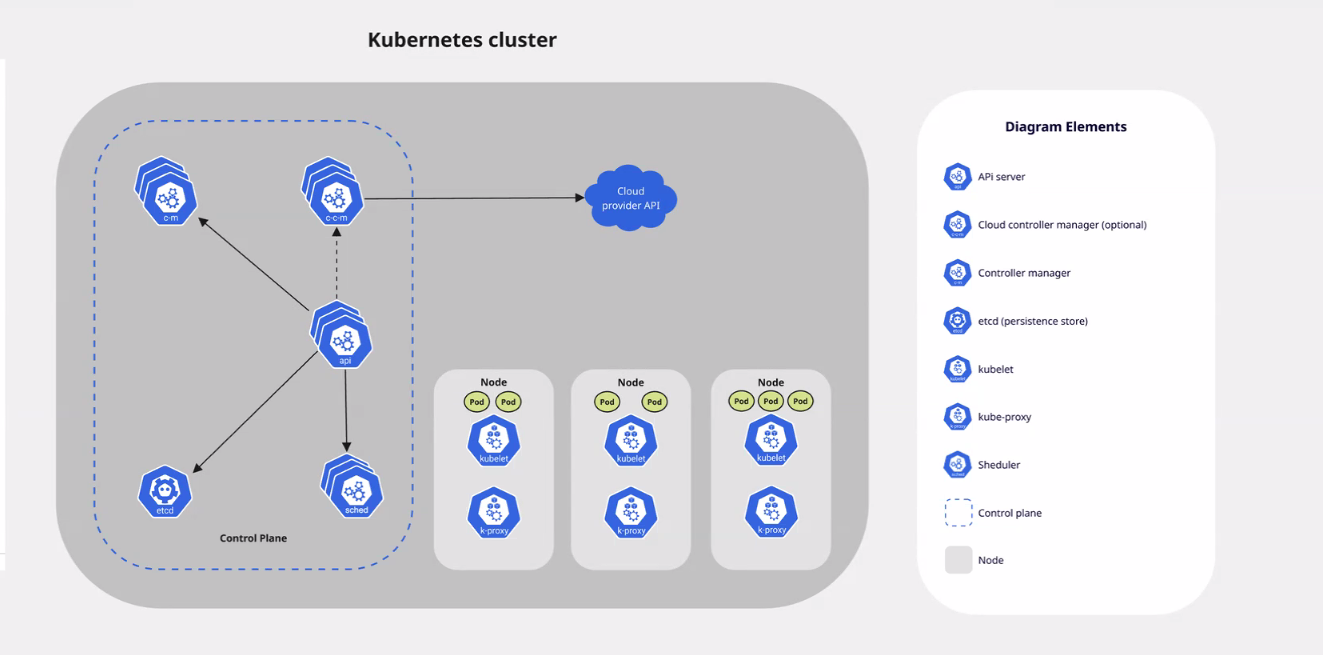 Kubernetes cluster
c-m
c-c-m
Cloud
provider API
api
etcd
sched
Control Plane
Node
Pod Pod
kubelet
k-proxy
Node
Pod Pod
kubelet
k-proxy
Node
Pod Pod Pod
kubelet
k-proxy
Diagram Elements
api
APi server
c-c-m
Cloud controller manager (optional)
c-m
Controller manager
etcd
etcd (persistence store)
kubelet
kubelet
k-proxy
kube-proxy
sched
Sheduler
Control plane
Node